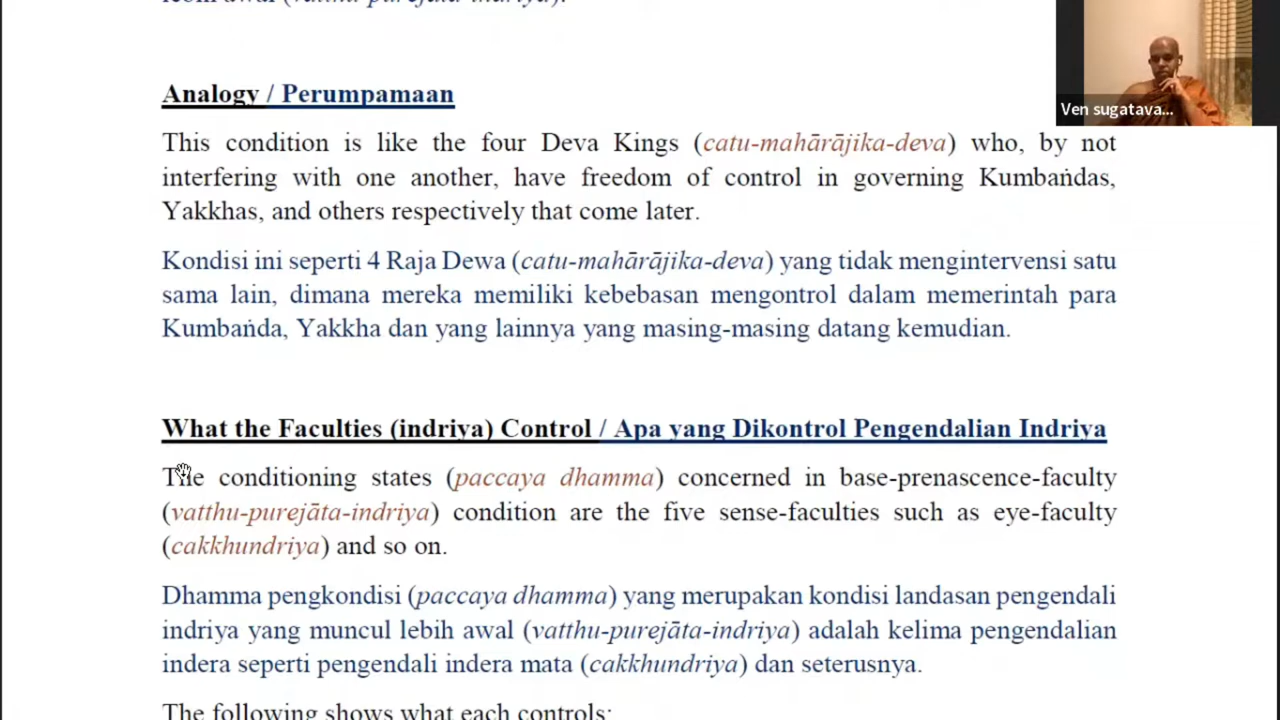 lebih awal (vatthu-purejāta-indriya).
Ven sugatava...
Analogy / Perumpamaan
This condition is like the four Deva Kings (catu-mahārājika-deva) who, by not
interfering with one another, have freedom of control in governing Kumbaṅdas,
Yakkhas, and others respectively that come later.
Kondisi ini seperti 4 Raja Dewa (catu-mahārājika-deva) yang tidak mengintervensi satu
sama lain, dimana mereka memiliki kebebasan mengontrol dalam memerintah para
Kumbaṅda, Yakkha dan yang lainnya yang masing-masing datang kemudian.
What the Faculties (indriya) Control / Apa yang Dikontrol Pengendalian Indriya
The conditioning states (paccaya dhamma) concerned in base-prenascence-faculty
(vatthu-purejāta-indriya) condition are the five sense-faculties such as eye-faculty
(cakkhundriya) and so on.
Dhamma pengkondisi (paccaya dhamma) yang merupakan kondisi landasan pengendali
indriya yang muncul lebih awal (vatthu-purejāta-indriya) adalah kelima pengendalian
indera seperti pengendali indera mata (cakkhundriya) dan seterusnya.
The following shows what each controls: